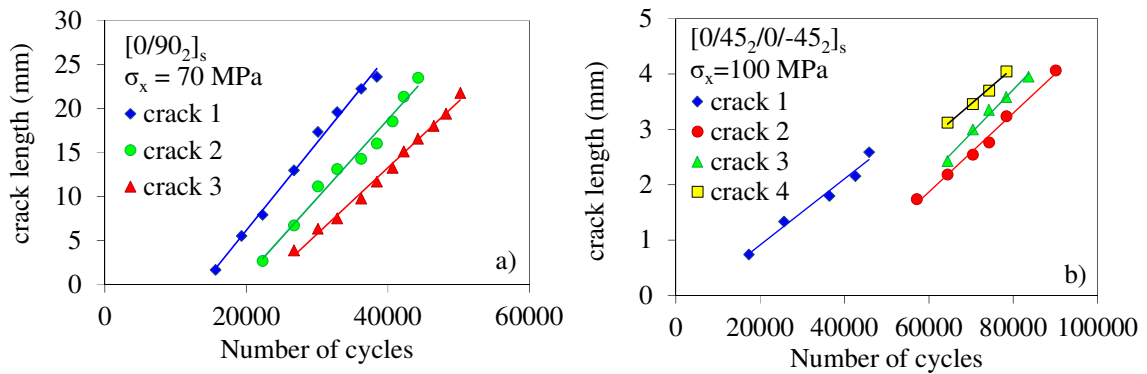 [0/90₂]ₛ
σₓ = 70 MPa
crack 1
crack 2
crack 3
a)
30
25
20
15
10
5
0
crack length (mm)
0 20000 40000 60000
Number of cycles
[0/45₂/0/-45₂]ₛ
σₓ=100 MPa
crack 1
crack 2
crack 3
crack 4
b)
5
4
3
2
1
0
crack length (mm)
0 20000 40000 60000 80000 100000
Number of cycles